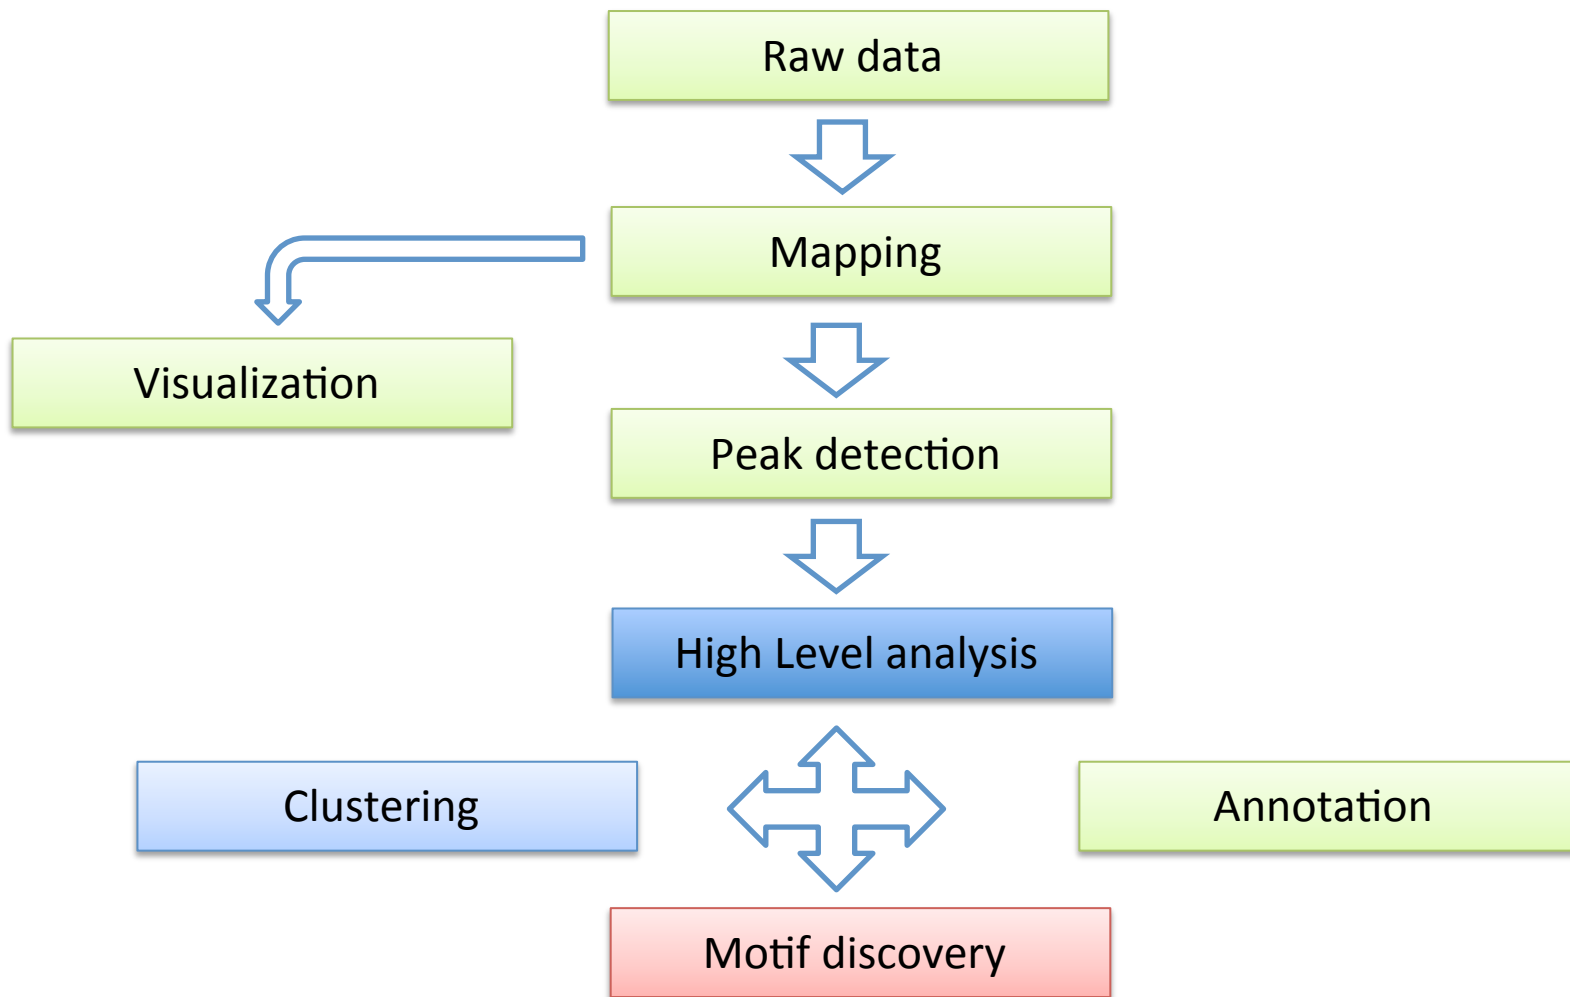 Raw data
Mapping
Visualization
Peak detection
High Level analysis
Clustering
Annotation
Motif discovery